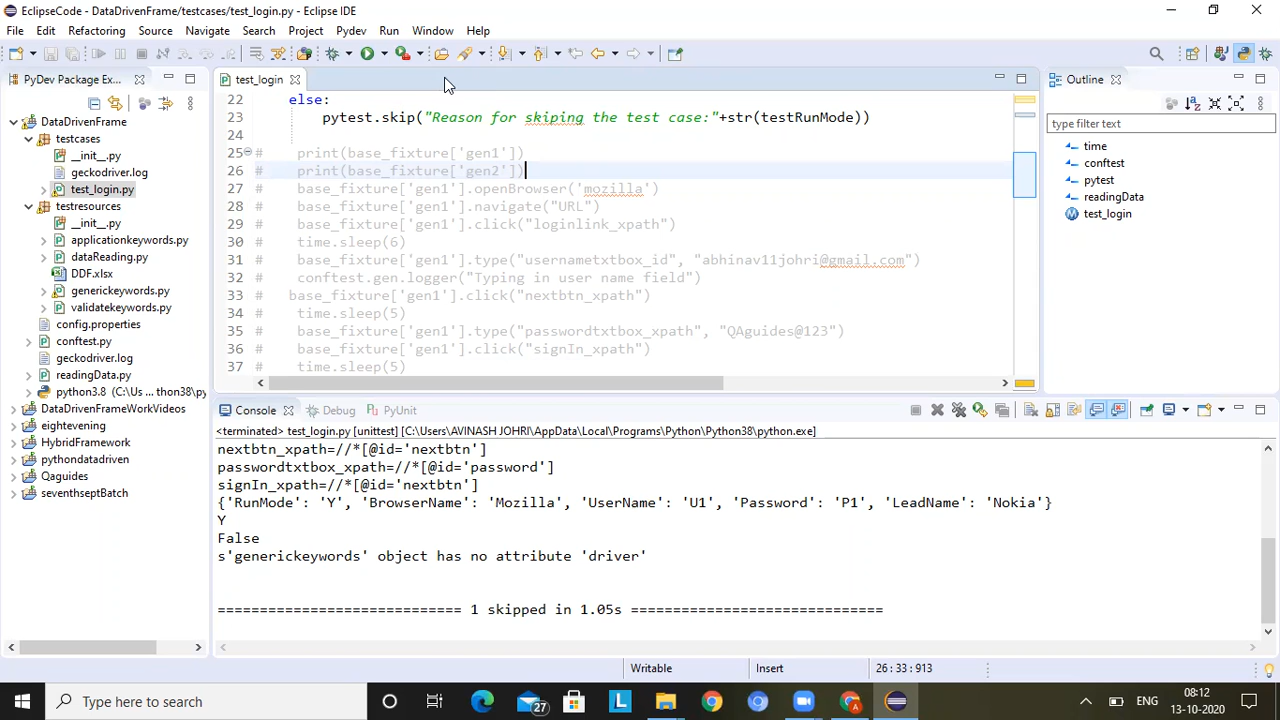 EclipseCode - DataDrivenFrame/testcases/test_login.py - Eclipse IDE
File Edit Refactoring Source Navigate Search Project Pydev Run Window Help
PyDev Package Ex...
test_login
Outline
type filter text
time
conftest
pytest
readingData
test_login
DataDrivenFrame
testcases
__init__.py
geckodriver.log
test_login.py
testresources
__init__.py
applicationkeywords.py
dataReading.py
DDF.xlsx
generickeywords.py
validatekeywords.py
config.properties
conftest.py
geckodriver.log
readingData.py
python3.8 (C:\Us ... thon38\py
DataDrivenFrameWorkVideos
eightevening
HybridFramework
pythondatadriven
Qaguides
seventhseptBatch
22 else:
23 pytest.skip("Reason for skiping the test case:"+str(testRunMode))
24
25 # print(base_fixture['gen1'])
26 # print(base_fixture['gen2'])
27 # base_fixture['gen1'].openBrowser('mozilla')
28 # base_fixture['gen1'].navigate("URL")
29 # base_fixture['gen1'].click("loginlink_xpath")
30 # time.sleep(6)
31 # base_fixture['gen1'].type("usernametxtbox_id", "abhinav11johri@gmail.com")
32 # conftest.gen.logger("Typing in user name field")
33 # base_fixture['gen1'].click("nextbtn_xpath")
34 # time.sleep(5)
35 # base_fixture['gen1'].type("passwordtxtbox_xpath", "QAguides@123")
36 # base_fixture['gen1'].click("signIn_xpath")
37 # time.sleep(5)
Console Debug PyUnit
<terminated> test_login.py [unittest] [C:\Users\AVINASH JOHRI\AppData\Local\Programs\Python\Python38\python.exe]
nextbtn_xpath=//*[@id='nextbtn']
passwordtxtbox_xpath=//*[@id='password']
signIn_xpath=//*[@id='nextbtn']
{'RunMode': 'Y', 'BrowserName': 'Mozilla', 'UserName': 'U1', 'Password': 'P1', 'LeadName': 'Nokia'}
Y
False
s'generickeywords' object has no attribute 'driver'
============================= 1 skipped in 1.05s ==============================
Writable Insert 26 : 33 : 913
Type here to search
27
L
A
ENG
08:12
13-10-2020